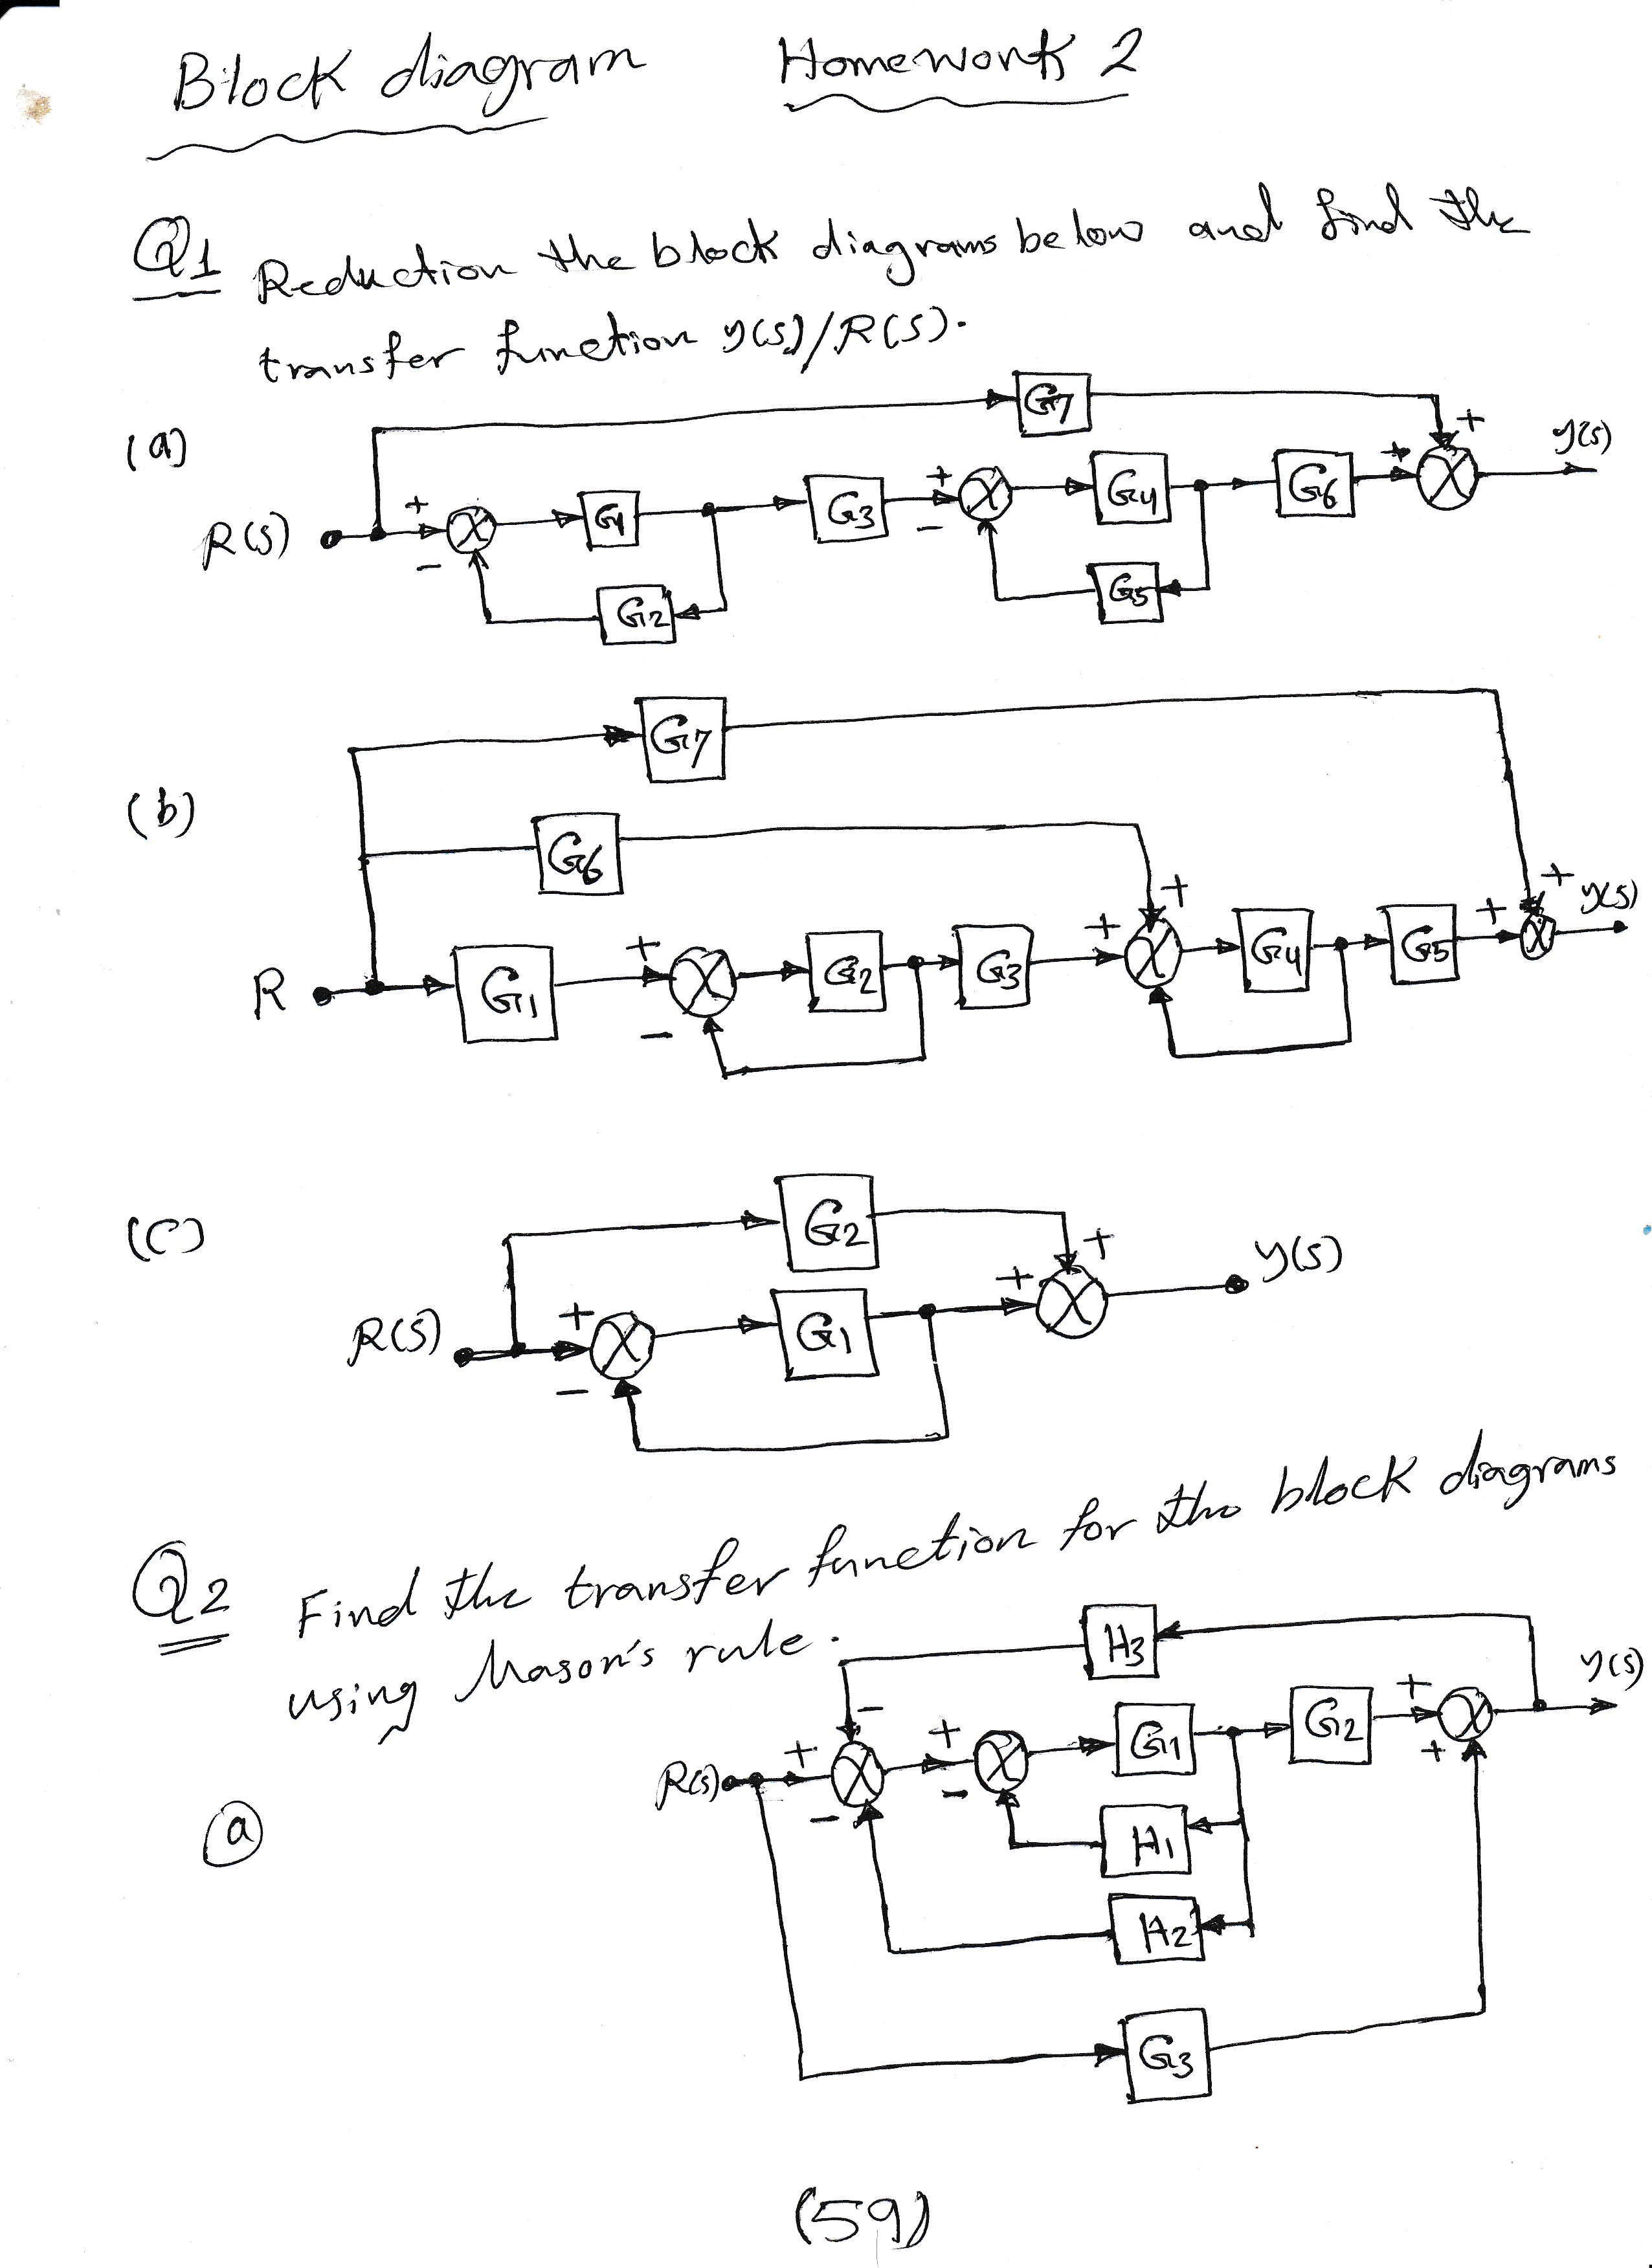 Block diagram Homework 2
Q1 Reduction the block diagrams below and find the
transfer function y(s)/R(s).
(a)
G7
+
y(s)
R(s)
+
G1
G3
+
G4
G6
+
-
-
G2
G5
(b)
G7
G6
+
+
y(s)
R
G1
+
G2
G3
+
G4
G5
+
-
(c)
G2
+
y(s)
R(s)
+
G1
+
-
Q2 Find the transfer function for the block diagrams
using Mason's rule.
H3
y(s)
-
R(s)
+
+
G1
G2
+
-
-
+
(a)
H1
H2
G3
(59)